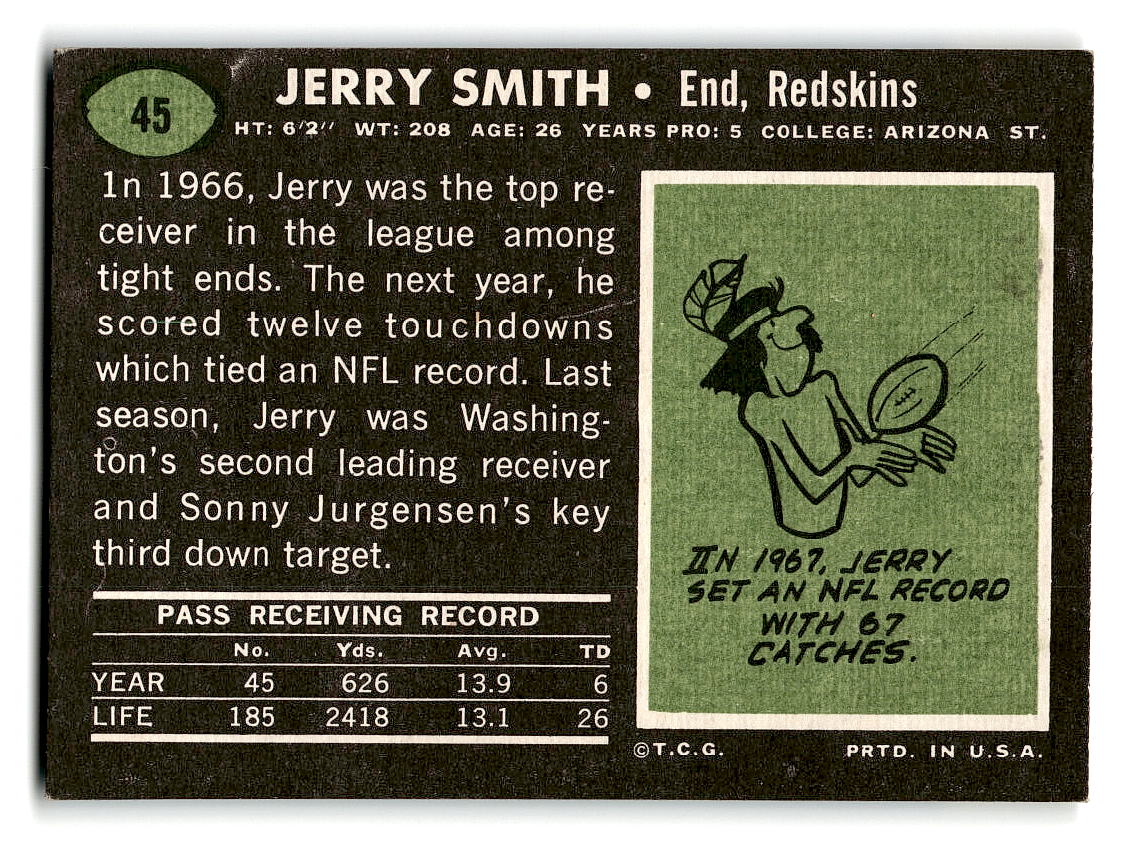 45
JERRY SMITH • End, Redskins
HT: 6'2'' WT: 208 AGE: 26 YEARS PRO: 5 COLLEGE: ARIZONA ST.
In 1966, Jerry was the top re-
ceiver in the league among
tight ends. The next year, he
scored twelve touchdowns
which tied an NFL record. Last
season, Jerry was Washing-
ton's second leading receiver
and Sonny Jurgensen's key
third down target.
PASS RECEIVING RECORD
No. Yds. Avg. TD
YEAR 45 626 13.9 6
LIFE 185 2418 13.1 26
IN 1967, JERRY
SET AN NFL RECORD
WITH 67
CATCHES.
©T.C.G. PRTD. IN U.S.A.